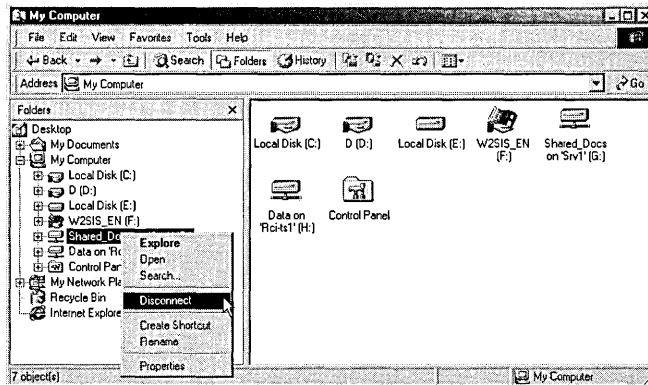 My Computer
File Edit View Favorites Tools Help
Back Search Folders History
Address My Computer Go
Folders
Desktop
My Documents
My Computer
Local Disk (C:)
D (D:)
Local Disk (E:)
W2SIS_EN (F:)
Shared_Do
Data on 'Rc
Control Par
My Network Pla
Recycle Bin
Internet Explore
Explore
Open
Search...
Disconnect
Create Shortcut
Rename
Properties
Local Disk (C:) D (D:) Local Disk (E:) W2SIS_EN Shared_Docs
(F:) on 'Srv1' (G:)
Data on Control Panel
'Rci-ts1' (H:)
7 object(s) My Computer